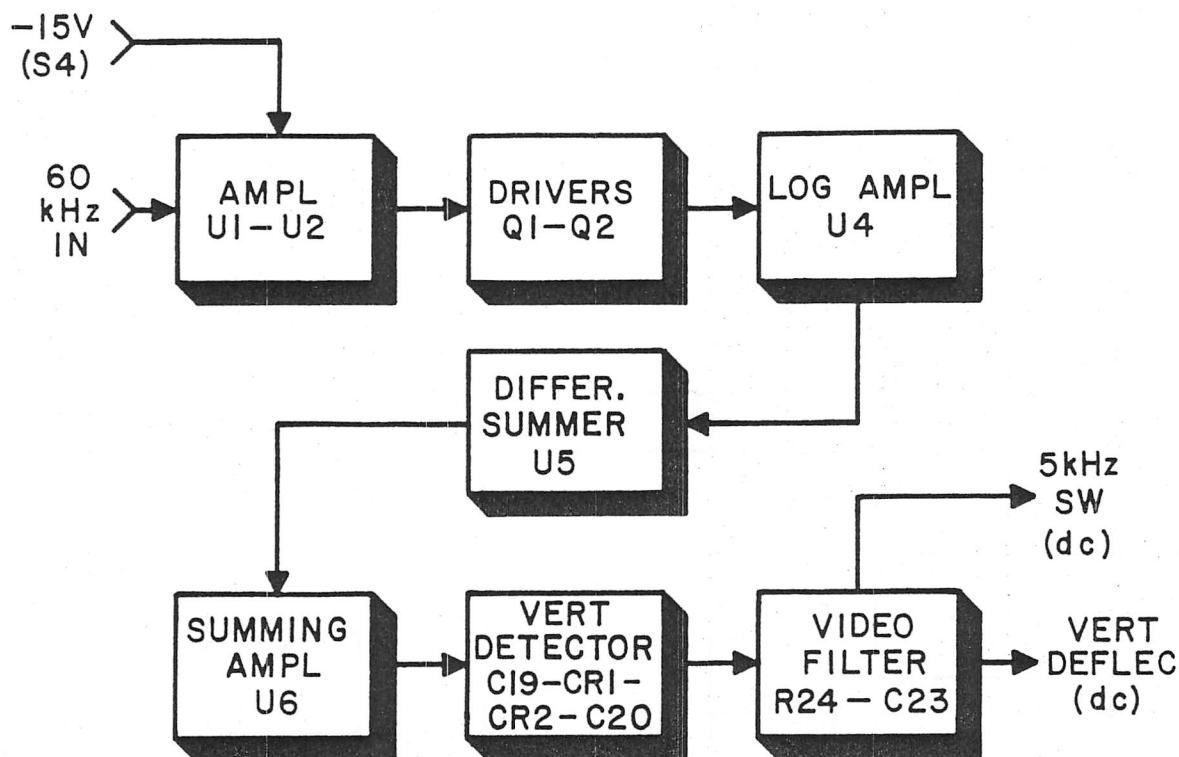 -15V
(S4)
60
kHz
IN
AMPL
U1-U2
DRIVERS
Q1-Q2
LOG AMPL
U4
DIFFER.
SUMMER
U5
5kHz
SW
(dc)
SUMMING
AMPL
U6
VERT
DETECTOR
C19-CR1-
CR2-C20
VIDEO
FILTER
R24-C23
VERT
DEFLEC
(dc)